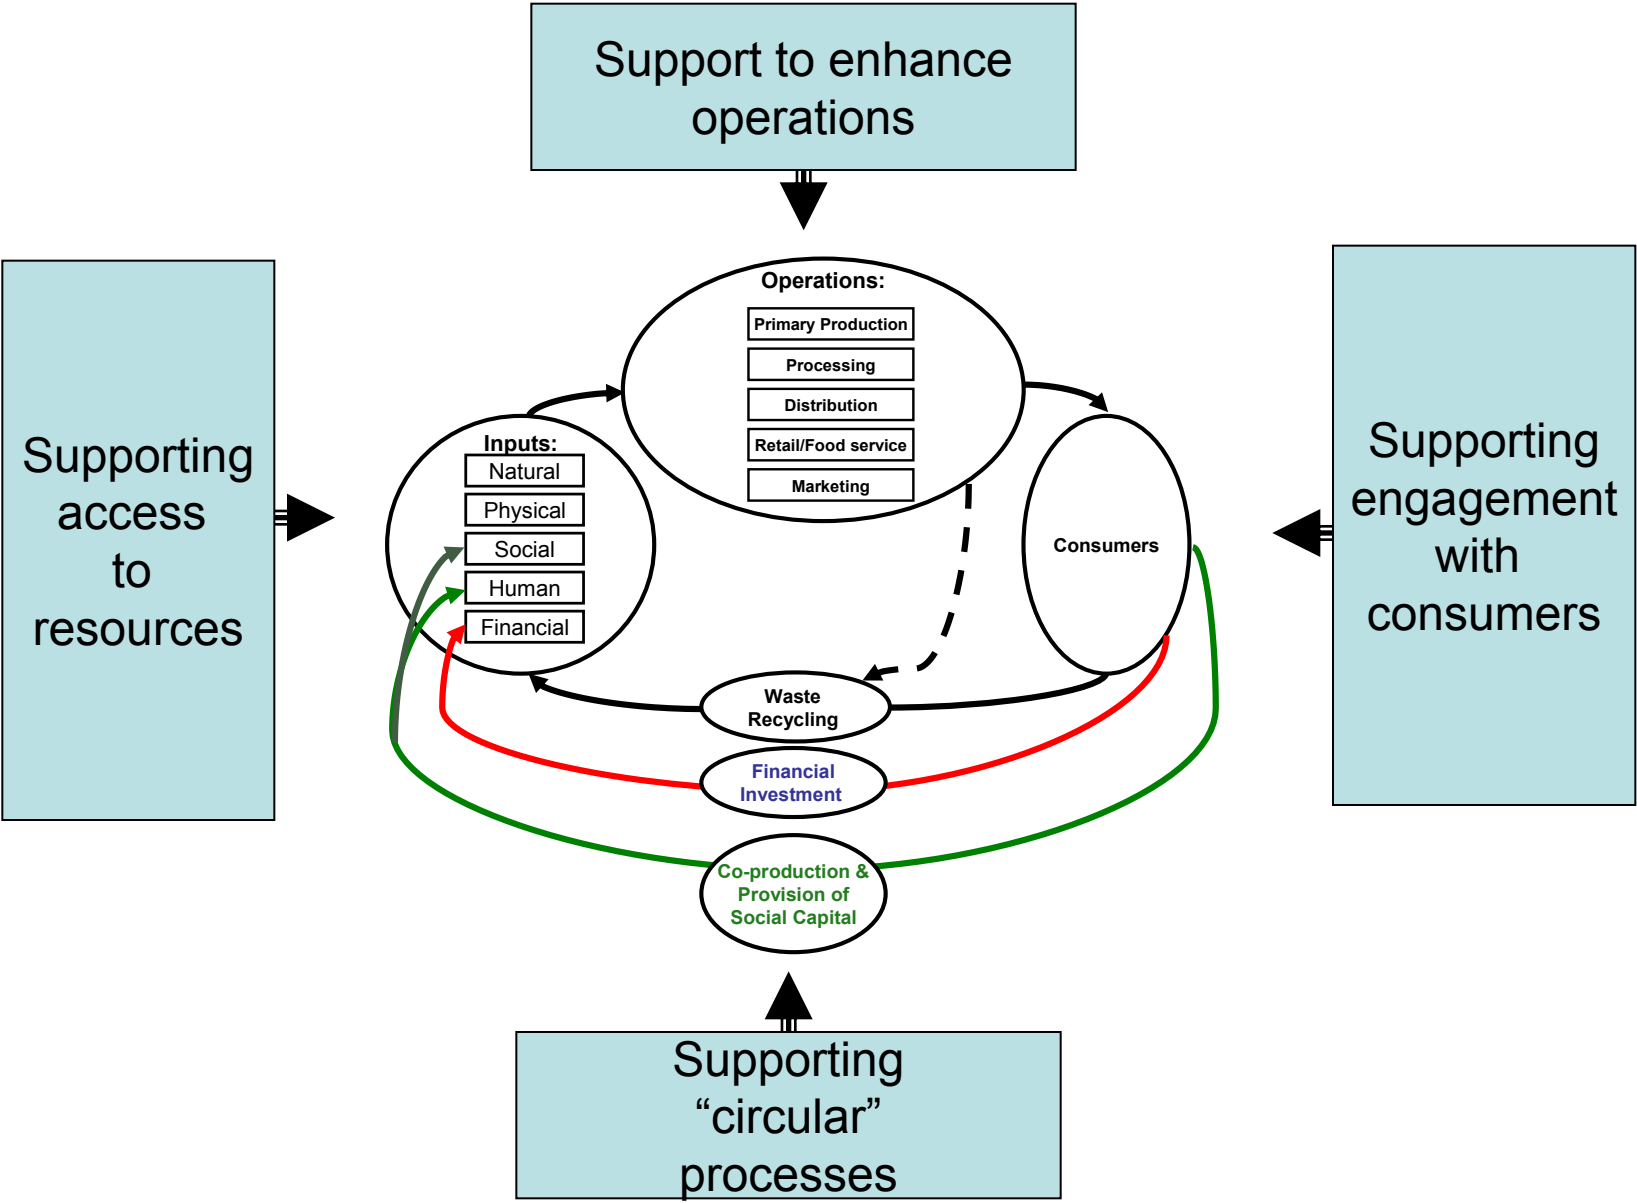 Support to enhance
operations
Supporting
access
to
resources
Operations:
Primary Production
Processing
Distribution
Retail/Food service
Marketing
Inputs:
Natural
Physical
Social
Human
Financial
Consumers
Supporting
engagement
with
consumers
Waste
Recycling
Financial
Investment
Co-production &
Provision of
Social Capital
Supporting
“circular”
processes